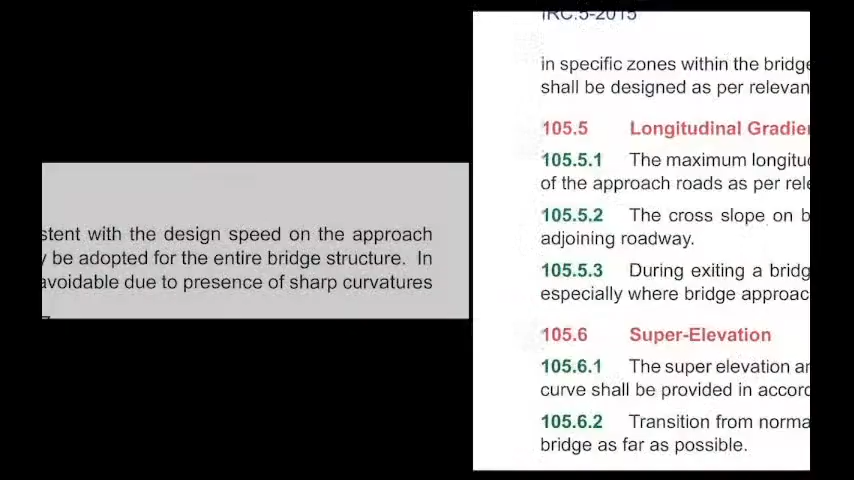 stent with the design speed on the approach
be adopted for the entire bridge structure. In
avoidable due to presence of sharp curvatures
IRC:5-2015
in specific zones within the bridge
shall be designed as per relevan
105.5 Longitudinal Gradie
105.5.1 The maximum longitu
of the approach roads as per rele
105.5.2 The cross slope on b
adjoining roadway.
105.5.3 During exiting a bridg
especially where bridge approac
105.6 Super-Elevation
105.6.1 The super elevation an
curve shall be provided in accord
105.6.2 Transition from norma
bridge as far as possible.